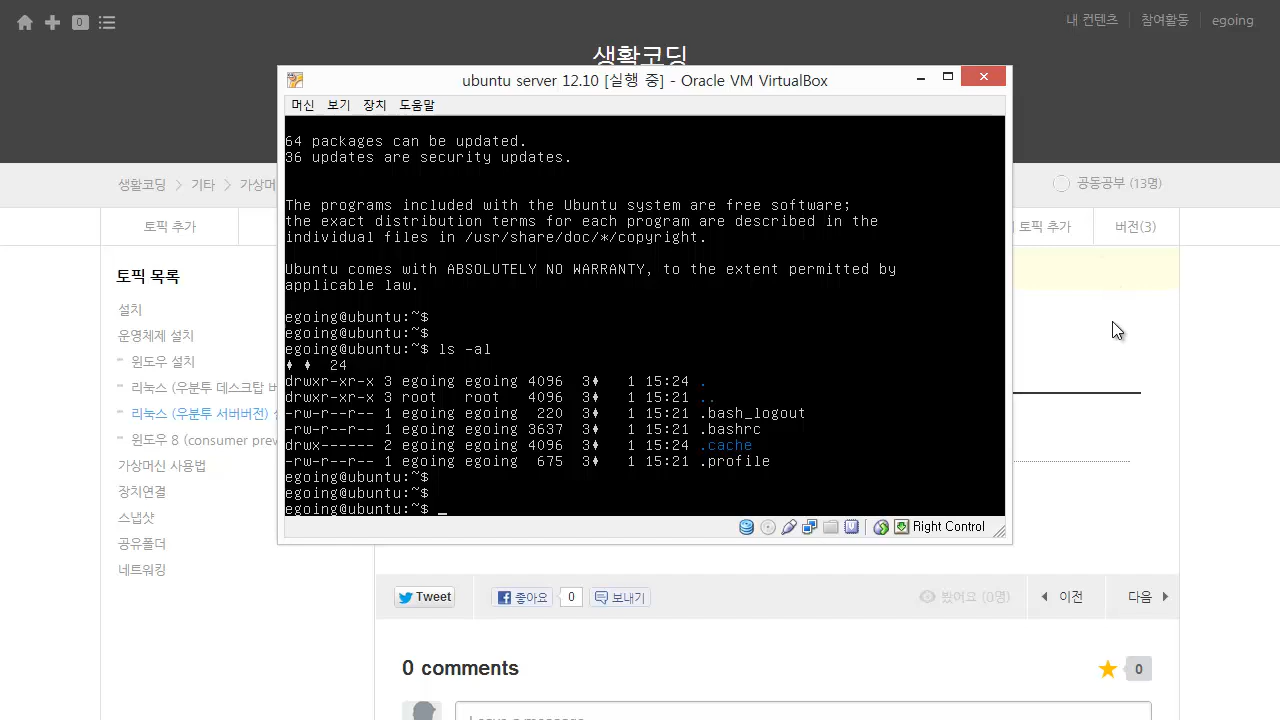 0
내 컨텐츠
참여활동
egoing
생활코딩
ubuntu server 12.10 [실행 중] - Oracle VM VirtualBox
머신 보기 장치 도움말
64 packages can be updated.
36 updates are security updates.
The programs included with the Ubuntu system are free software;
the exact distribution terms for each program are described in the
individual files in /usr/share/doc/*/copyright.
Ubuntu comes with ABSOLUTELY NO WARRANTY, to the extent permitted by
applicable law.
egoing@ubuntu:~$
egoing@ubuntu:~$
egoing@ubuntu:~$ ls -al
♦ ♦ 24
drwxr-xr-x 3 egoing egoing 4096 3♦ 1 15:24 .
drwxr-xr-x 3 root root 4096 3♦ 1 15:21 ..
-rw-r--r-- 1 egoing egoing 220 3♦ 1 15:21 .bash_logout
-rw-r--r-- 1 egoing egoing 3637 3♦ 1 15:21 .bashrc
drwx------ 2 egoing egoing 4096 3♦ 1 15:24 .cache
-rw-r--r-- 1 egoing egoing 675 3♦ 1 15:21 .profile
egoing@ubuntu:~$
egoing@ubuntu:~$
egoing@ubuntu:~$ _
Right Control
생활코딩 > 기타 > 가상머
공동공부 (13명)
토픽 추가
토픽 추가
버전(3)
토픽 목록
설치
운영체제 설치
윈도우 설치
리눅스 (우분투 데스크탑 버
리눅스 (우분투 서버버전)
윈도우 8 (consumer prev
가상머신 사용법
장치연결
스냅샷
공유폴더
네트워킹
Tweet
좋아요
0
보내기
봤어요 (0명)
이전
다음
0 comments
0
Leave a message